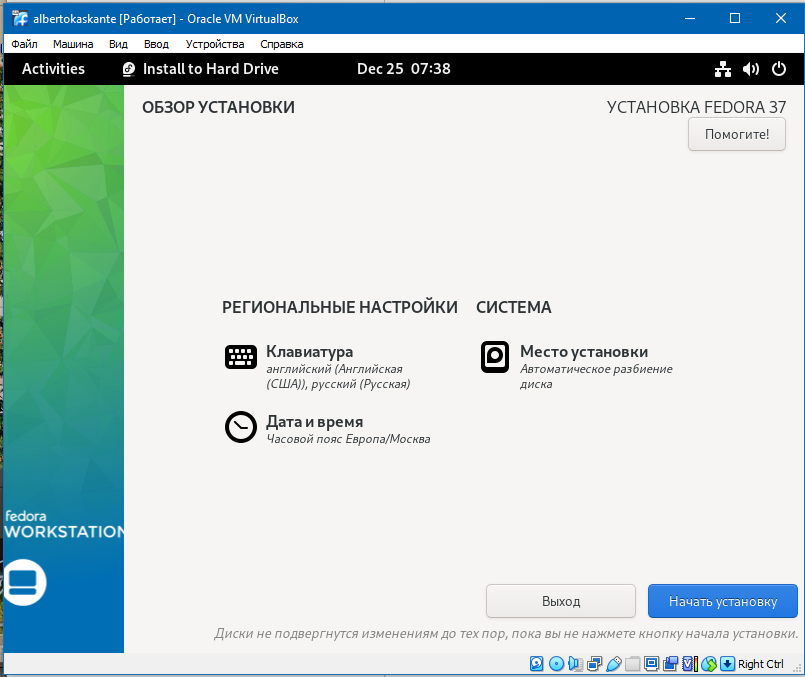 albertokaskante [Работает] - Oracle VM VirtualBox
Файл Машина Вид Ввод Устройства Справка
Activities Install to Hard Drive Dec 25 07:38
ОБЗОР УСТАНОВКИ
УСТАНОВКА FEDORA 37
Помогите!
РЕГИОНАЛЬНЫЕ НАСТРОЙКИ
Клавиатура
английский (Английская
(США)), русский (Русская)
Дата и время
Часовой пояс Европа/Москва
СИСТЕМА
Место установки
Автоматическое разбиение
диска
fedora
WORKSTATION
Выход
Начать установку
Диски не подвергнутся изменениям до тех пор, пока вы не нажмете кнопку начала установки.
Right Ctrl